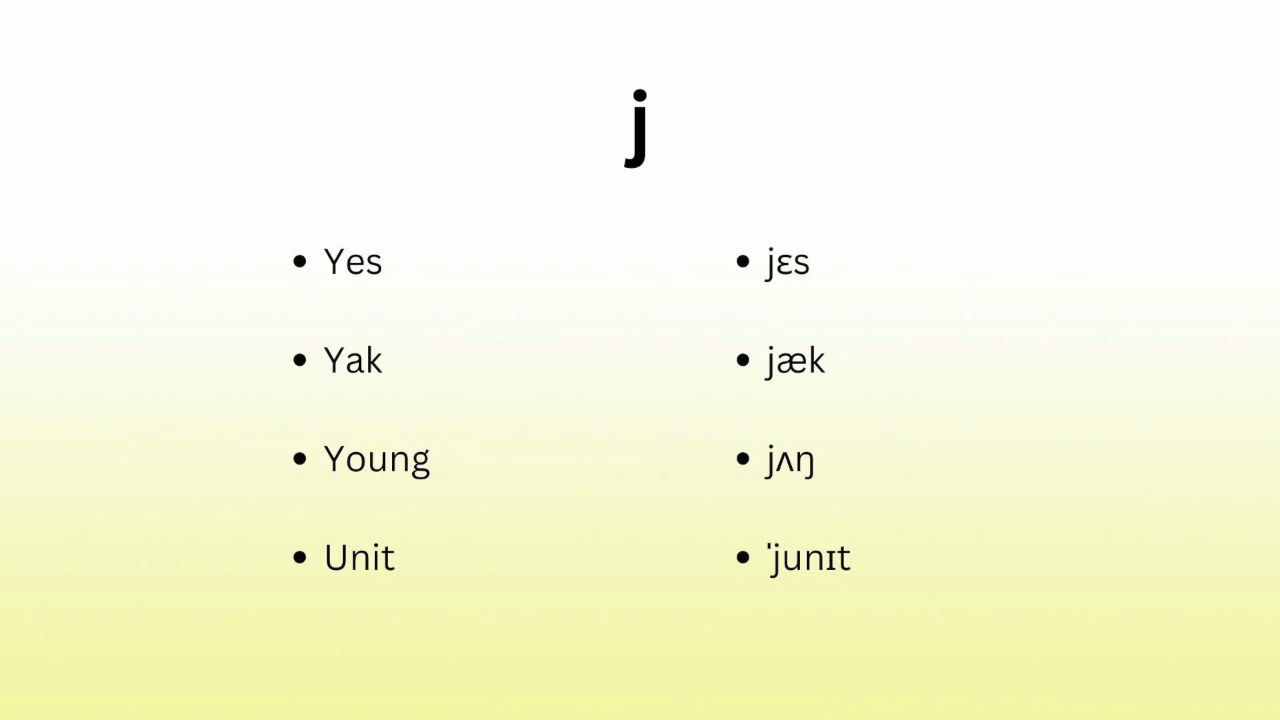 j
• Yes
• jɛs
• Yak
• jæk
• Young
• jʌŋ
• Unit
• ˈjunɪt